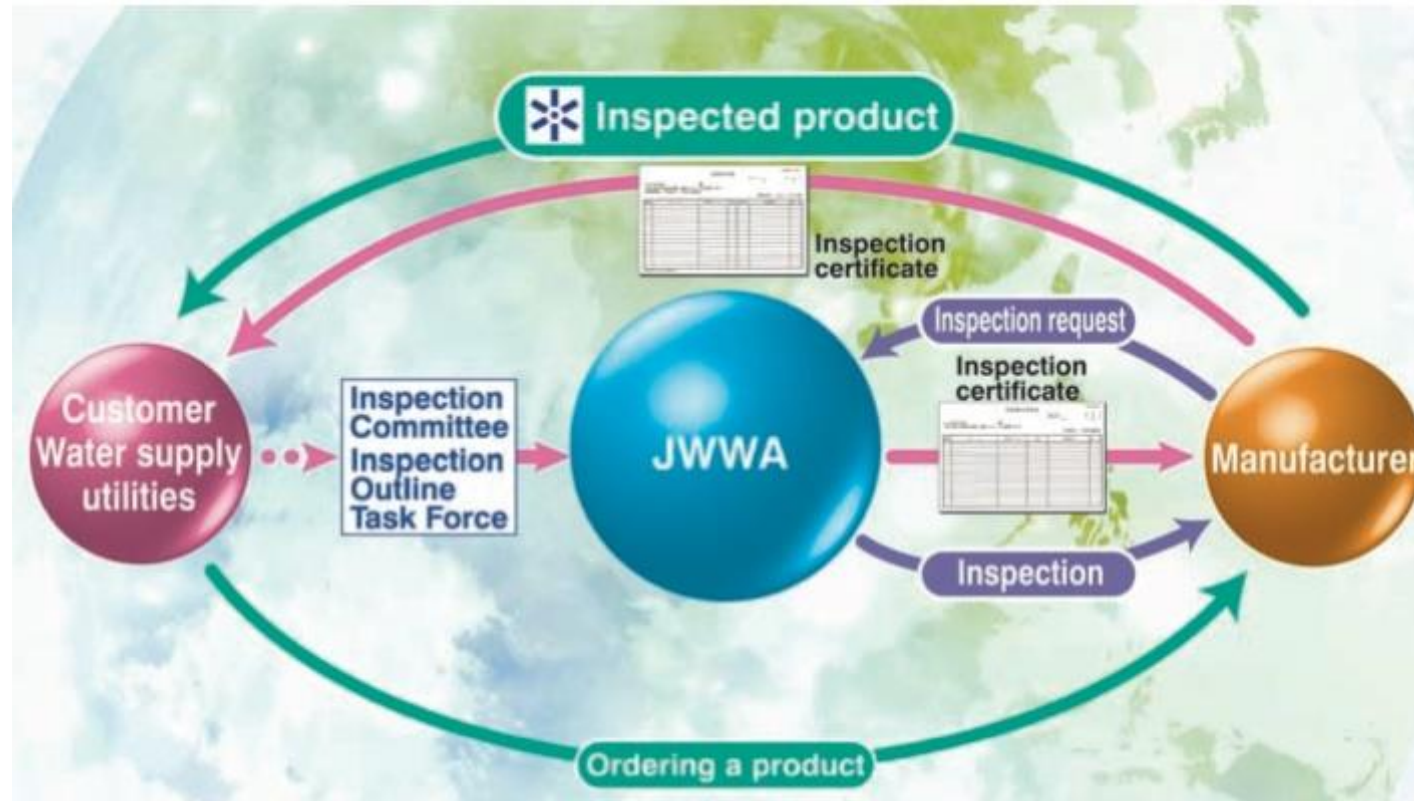 Inspected product
Inspection
certificate
Inspection request
Inspection
certificate
Customer
Water supply
utilities
Inspection
Committee
Inspection
Outline
Task Force
JWWA
Manufacturer
Inspection
Ordering a product